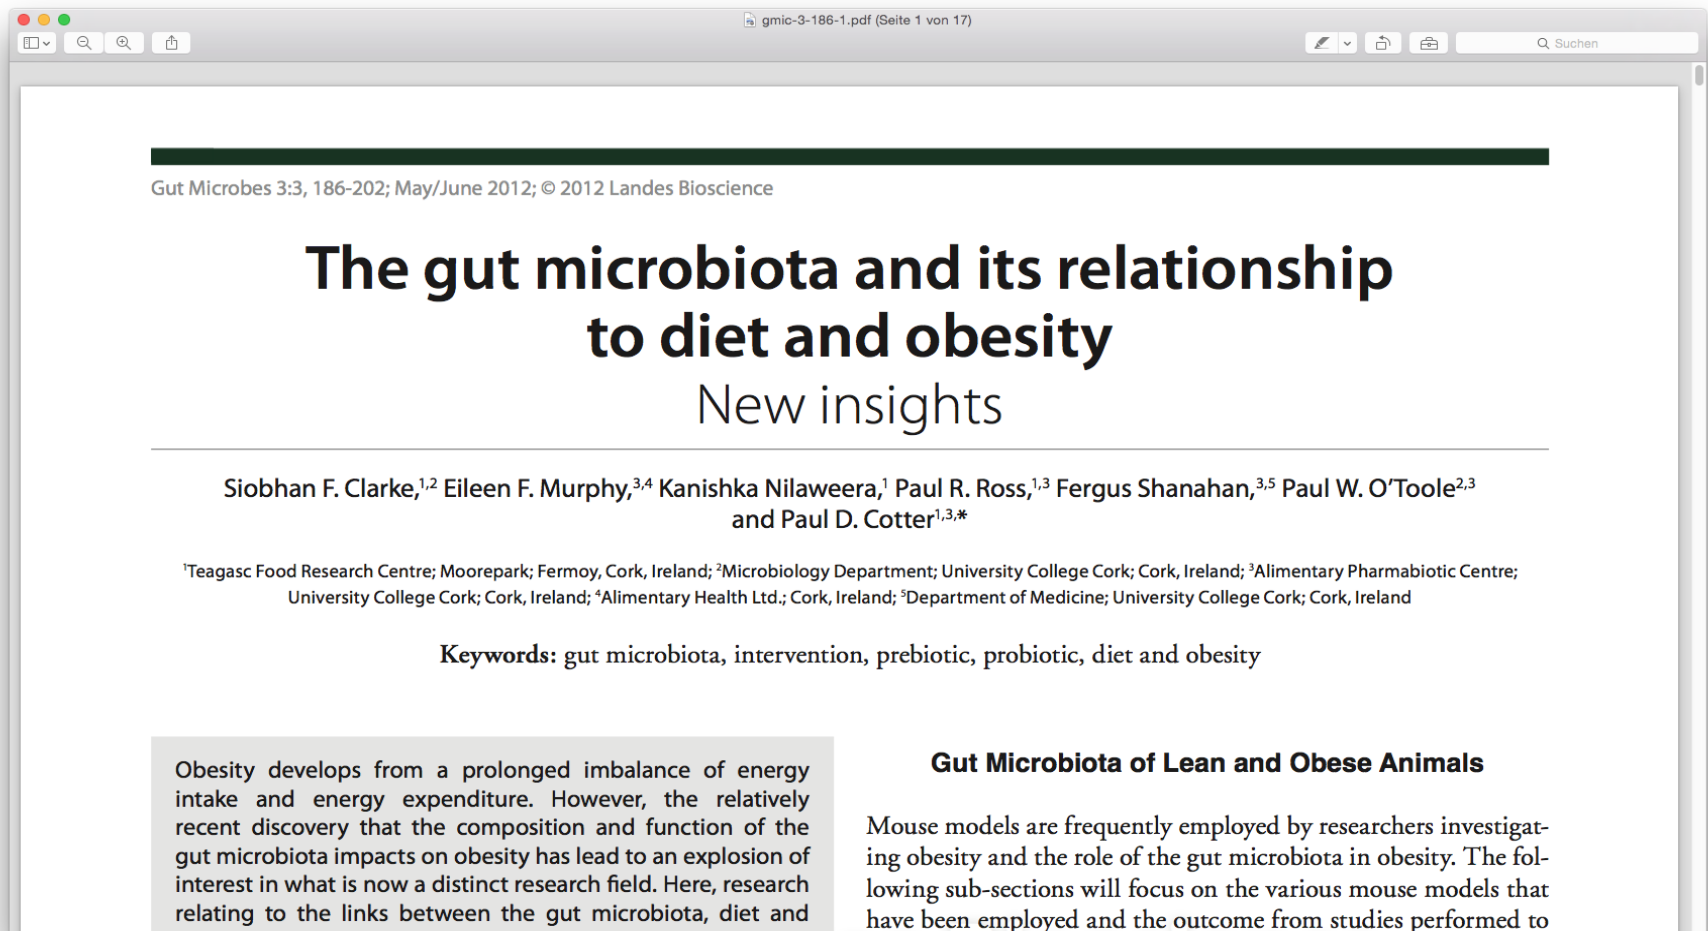 gmic-3-186-1.pdf (Seite 1 von 17)
Suchen
Gut Microbes 3:3, 186-202; May/June 2012; © 2012 Landes Bioscience
The gut microbiota and its relationship
to diet and obesity
New insights
Siobhan F. Clarke,1,2 Eileen F. Murphy,3,4 Kanishka Nilaweera,1 Paul R. Ross,1,3 Fergus Shanahan,3,5 Paul W. O’Toole2,3
and Paul D. Cotter1,3,*
1Teagasc Food Research Centre; Moorepark; Fermoy, Cork, Ireland; 2Microbiology Department; University College Cork; Cork, Ireland; 3Alimentary Pharmabiotic Centre;
University College Cork; Cork, Ireland; 4Alimentary Health Ltd.; Cork, Ireland; 5Department of Medicine; University College Cork; Cork, Ireland
Keywords: gut microbiota, intervention, prebiotic, probiotic, diet and obesity
Obesity develops from a prolonged imbalance of energy
intake and energy expenditure. However, the relatively
recent discovery that the composition and function of the
gut microbiota impacts on obesity has lead to an explosion of
interest in what is now a distinct research field. Here, research
relating to the links between the gut microbiota, diet and
Gut Microbiota of Lean and Obese Animals
Mouse models are frequently employed by researchers investigat-
ing obesity and the role of the gut microbiota in obesity. The fol-
lowing sub-sections will focus on the various mouse models that
have been employed and the outcome from studies performed to